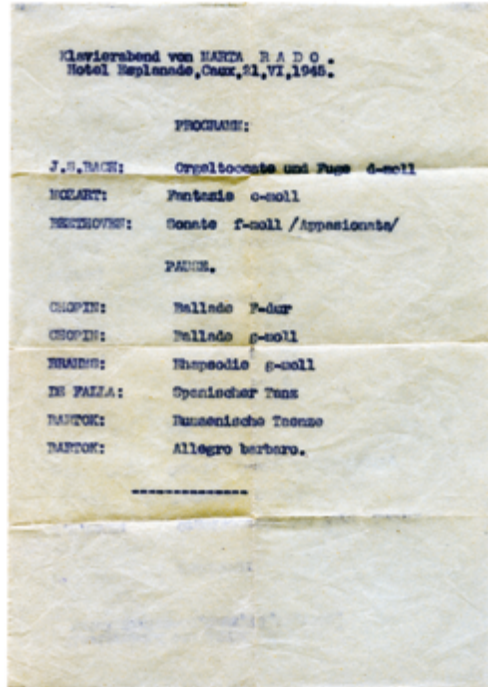 Klavierabend von MARTA R A D O .
Hotel Esplanade,Caux,21,VI,1945.
PROGRAMM:
J.S.BACH: Orgeltoccate und Fuge d-moll
MOZART: Fantasie c-moll
BEETHOVEN: Sonate f-moll /Appasionata/
PAUSE.
CHOPIN: Ballade F-dur
CHOPIN: Ballade g-moll
BRAHMS: Rhapsodie g-moll
DE FALLA: Spanischer Tanz
BARTOK: Rumaenische Taenze
BARTOK: Allegro barbaro.